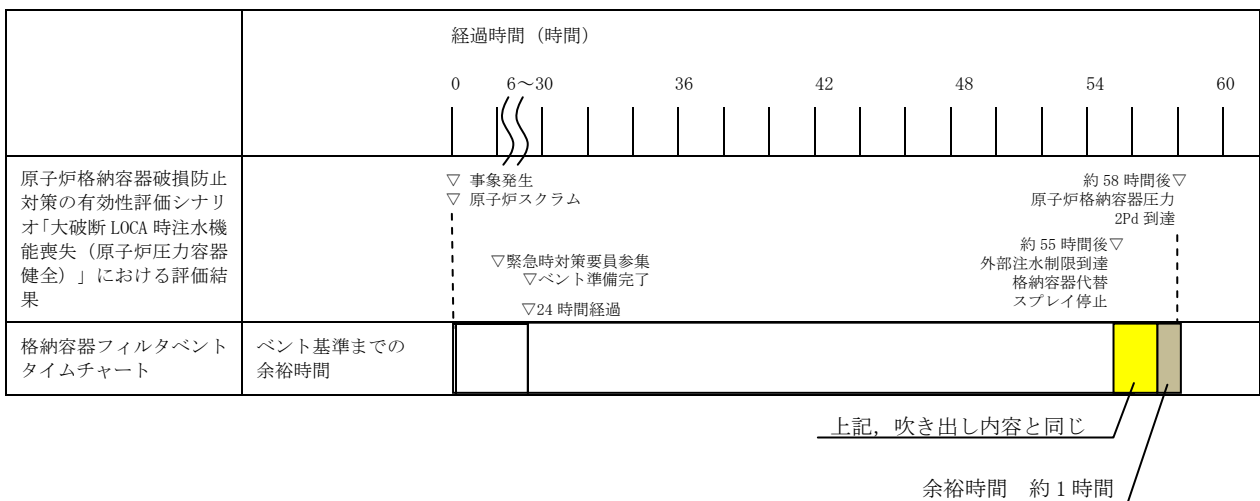 経過時間（時間）
0 6～30 36 42 48 54 60
原子炉格納容器破損防止
対策の有効性評価シナリ
オ「大破断 LOCA 時注水機
能喪失（原子炉圧力容器
健全）」における評価結
果
▽ 事象発生
▽ 原子炉スクラム
▽緊急時対策要員参集
▽ベント準備完了
▽24 時間経過
約 58 時間後▽
原子炉格納容器圧力
2Pd 到達
約 55 時間後▽
外部注水制限到達
格納容器代替
スプレイ停止
格納容器フィルタベント
タイムチャート
ベント基準までの
余裕時間
上記，吹き出し内容と同じ
余裕時間　約 1 時間